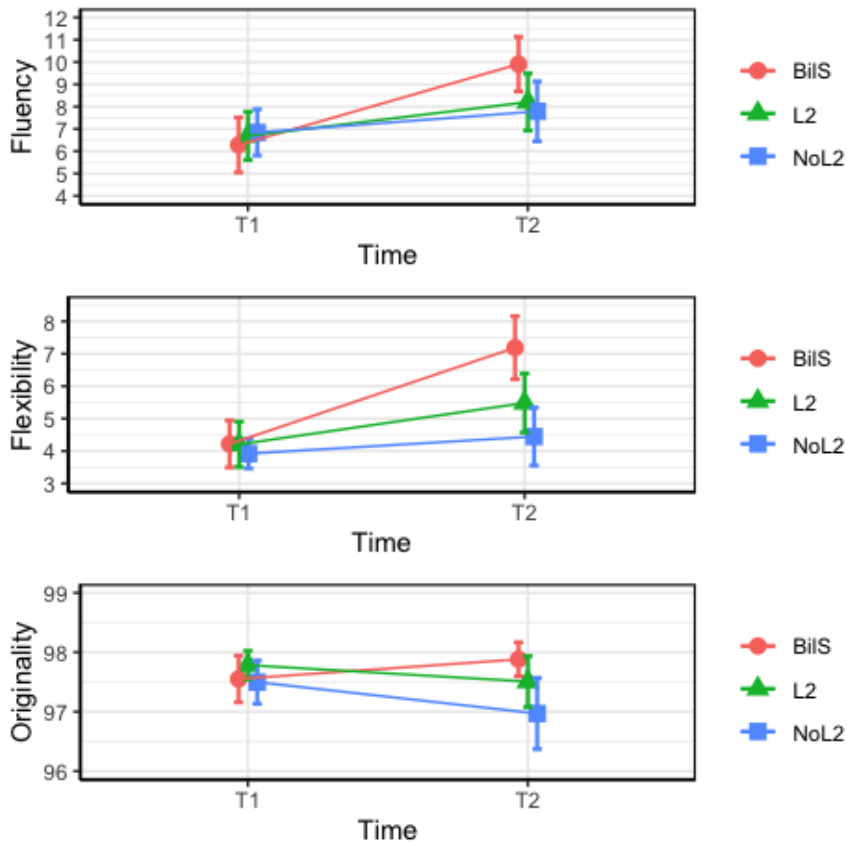 Fluency
12
11
10
9
8
7
6
5
4
T1 T2
Time
BilS
L2
NoL2
Flexibility
8
7
6
5
4
3
T1 T2
Time
BilS
L2
NoL2
Originality
99
98
97
96
T1 T2
Time
BilS
L2
NoL2